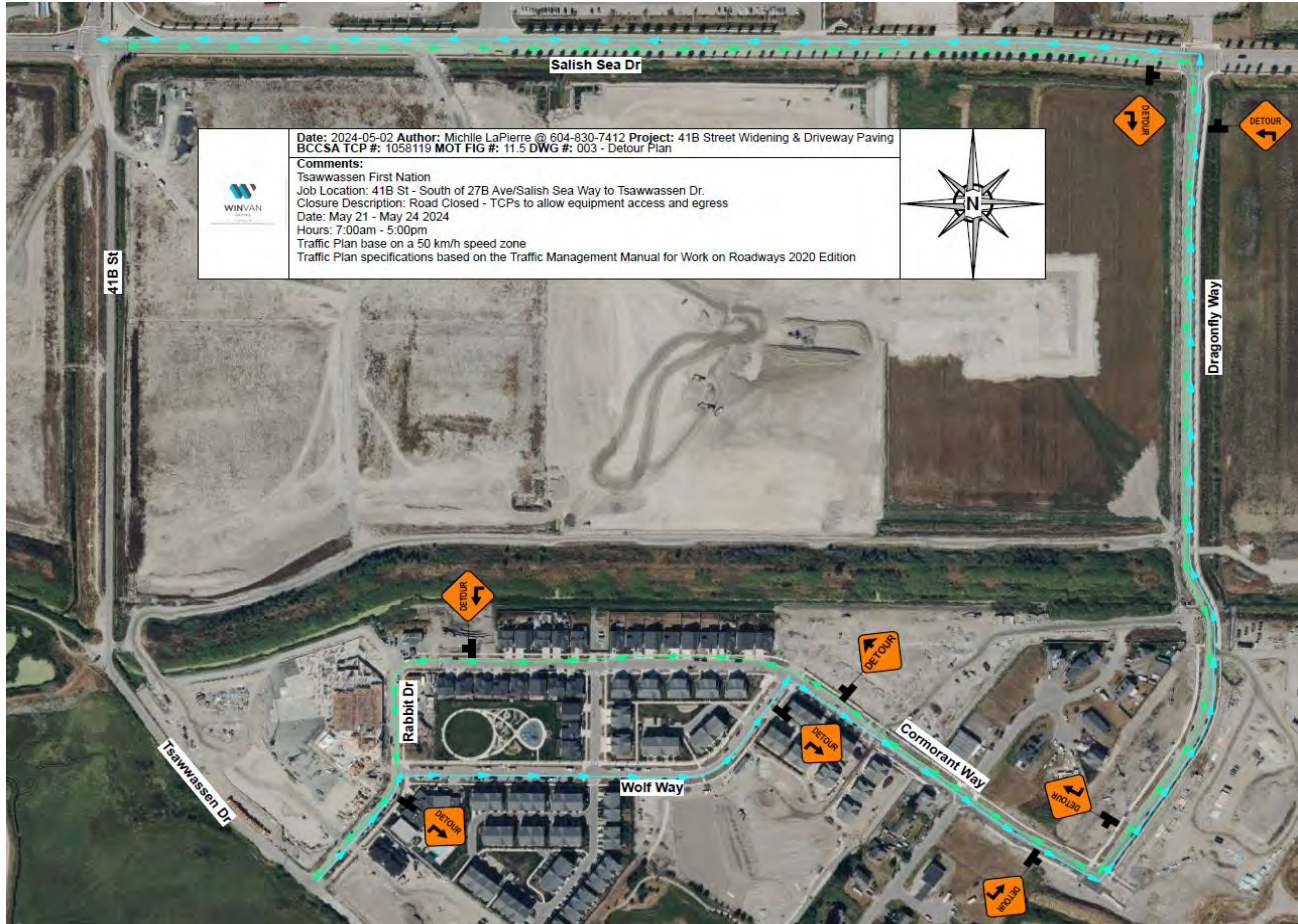 Salish Sea Dr
DETOUR
DETOUR
Date: 2024-05-02 Author: Michlle LaPierre @ 604-830-7412 Project: 41B Street Widening & Driveway Paving
BCCSA TCP #: 1058119 MOT FIG #: 11.5 DWG #: 003 - Detour Plan
WINVAN
Comments:
Tsawwassen First Nation
Job Location: 41B St - South of 27B Ave/Salish Sea Way to Tsawwassen Dr.
Closure Description: Road Closed - TCPs to allow equipment access and egress
Date: May 21 - May 24 2024
Hours: 7:00am - 5:00pm
Traffic Plan base on a 50 km/h speed zone
Traffic Plan specifications based on the Traffic Management Manual for Work on Roadways 2020 Edition
N
41B St
Dragonfly Way
DETOUR
DETOUR
Rabbit Dr
Cormorant Way
DETOUR
Tsawwassen Dr
Wolf Way
DETOUR
DETOUR
DETOUR